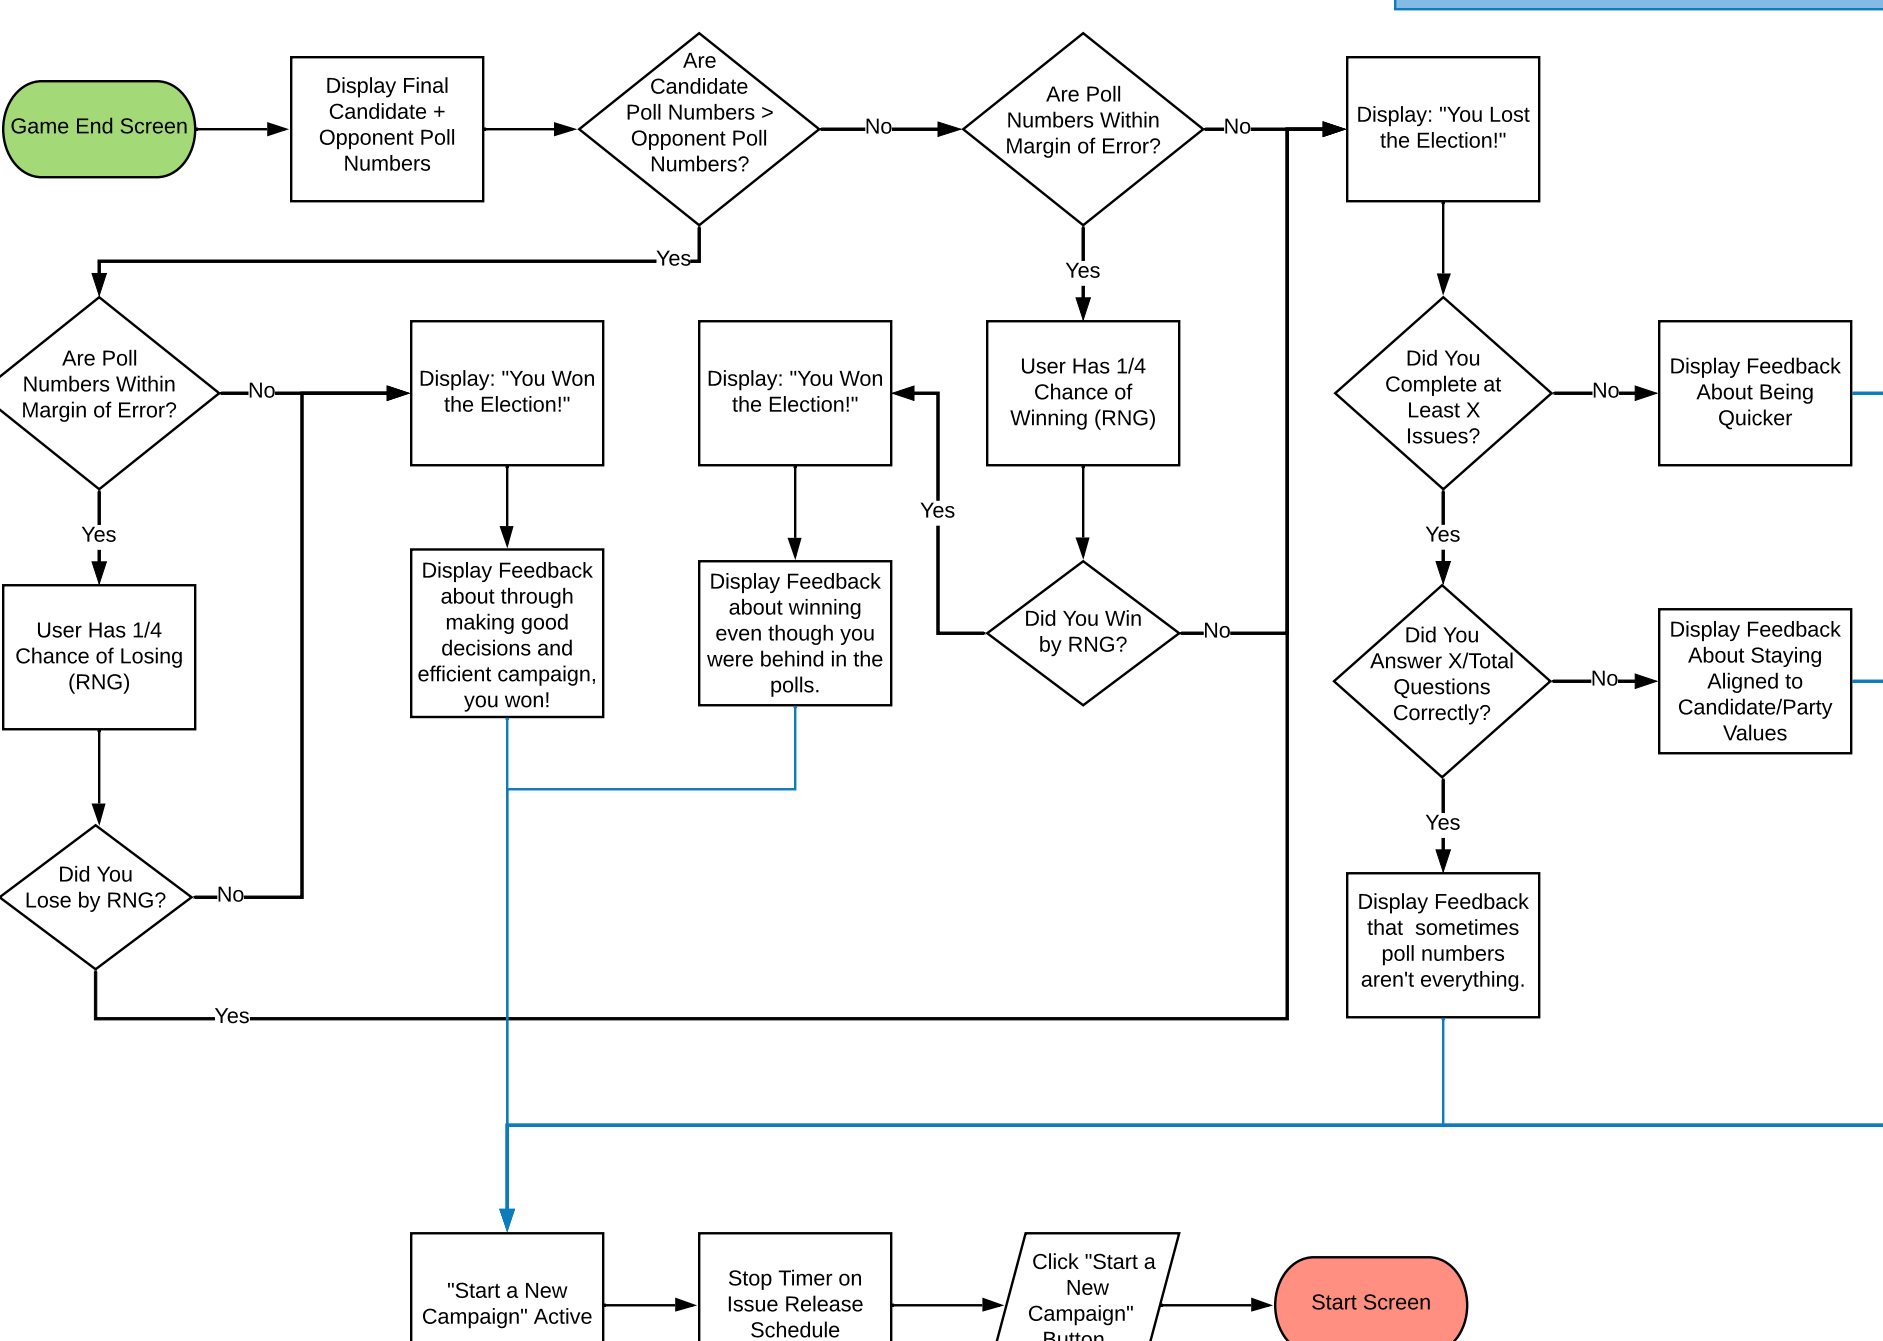 Game End Screen
Display Final
Candidate +
Opponent Poll
Numbers
Are
Candidate
Poll Numbers >
Opponent Poll
Numbers?
No
Are Poll
Numbers Within
Margin of Error?
No
Display: "You Lost
the Election!"
Yes
Yes
Are Poll
Numbers Within
Margin of Error?
No
Display: "You Won
the Election!"
Display: "You Won
the Election!"
User Has 1/4
Chance of
Winning (RNG)
Did You
Complete at
Least X
Issues?
No
Display Feedback
About Being
Quicker
Yes
Yes
Yes
User Has 1/4
Chance of Losing
(RNG)
Display Feedback
about through
making good
decisions and
efficient campaign,
you won!
Display Feedback
about winning
even though you
were behind in the
polls.
Did You Win
by RNG?
No
Did You
Answer X/Total
Questions
Correctly?
No
Display Feedback
About Staying
Aligned to
Candidate/Party
Values
Yes
Did You
Lose by RNG?
No
Display Feedback
that  sometimes
poll numbers
aren't everything.
Yes
"Start a New
Campaign" Active
Stop Timer on
Issue Release
Schedule
Click "Start a
New
Campaign"
Button
Start Screen